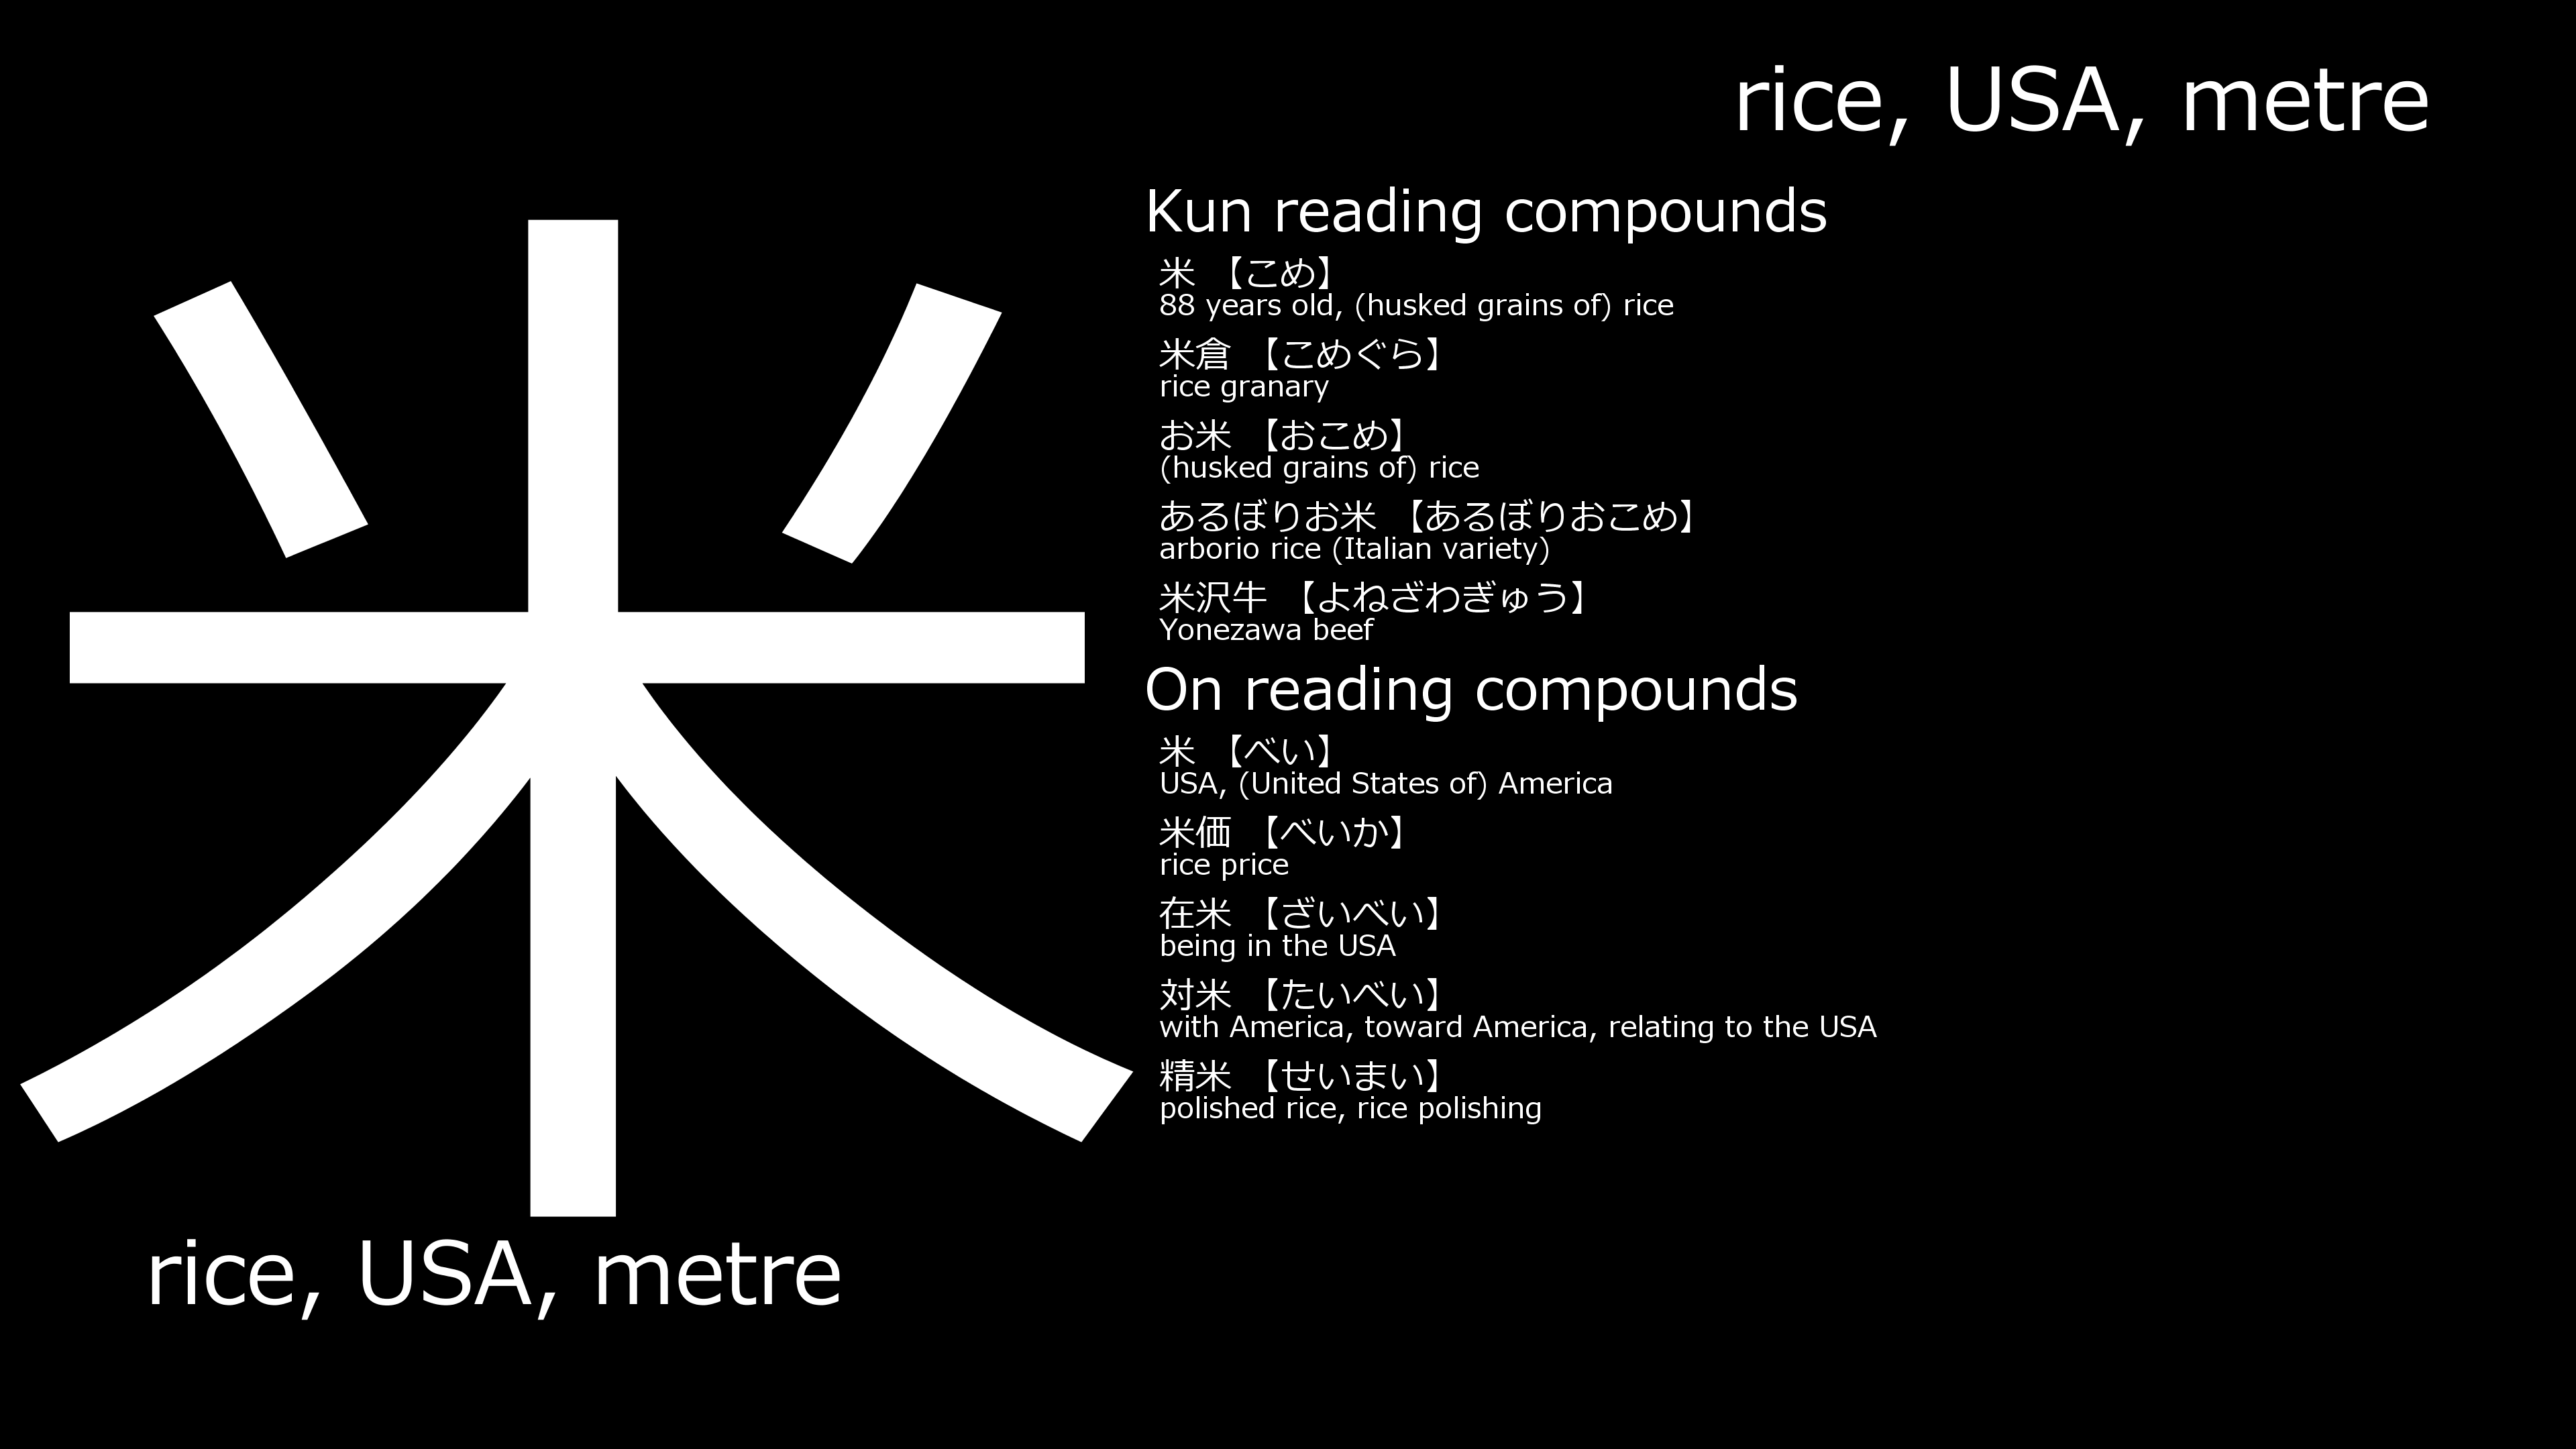 rice, USA, metre
米
rice, USA, metre
Kun reading compounds
米 【こめ】
88 years old, (husked grains of) rice
米倉 【こめぐら】
rice granary
お米 【おこめ】
(husked grains of) rice
あるぼりお米 【あるぼりおこめ】
arborio rice (Italian variety)
米沢牛 【よねざわぎゅう】
Yonezawa beef
On reading compounds
米 【べい】
USA, (United States of) America
米価 【べいか】
rice price
在米 【ざいべい】
being in the USA
対米 【たいべい】
with America, toward America, relating to the USA
精米 【せいまい】
polished rice, rice polishing